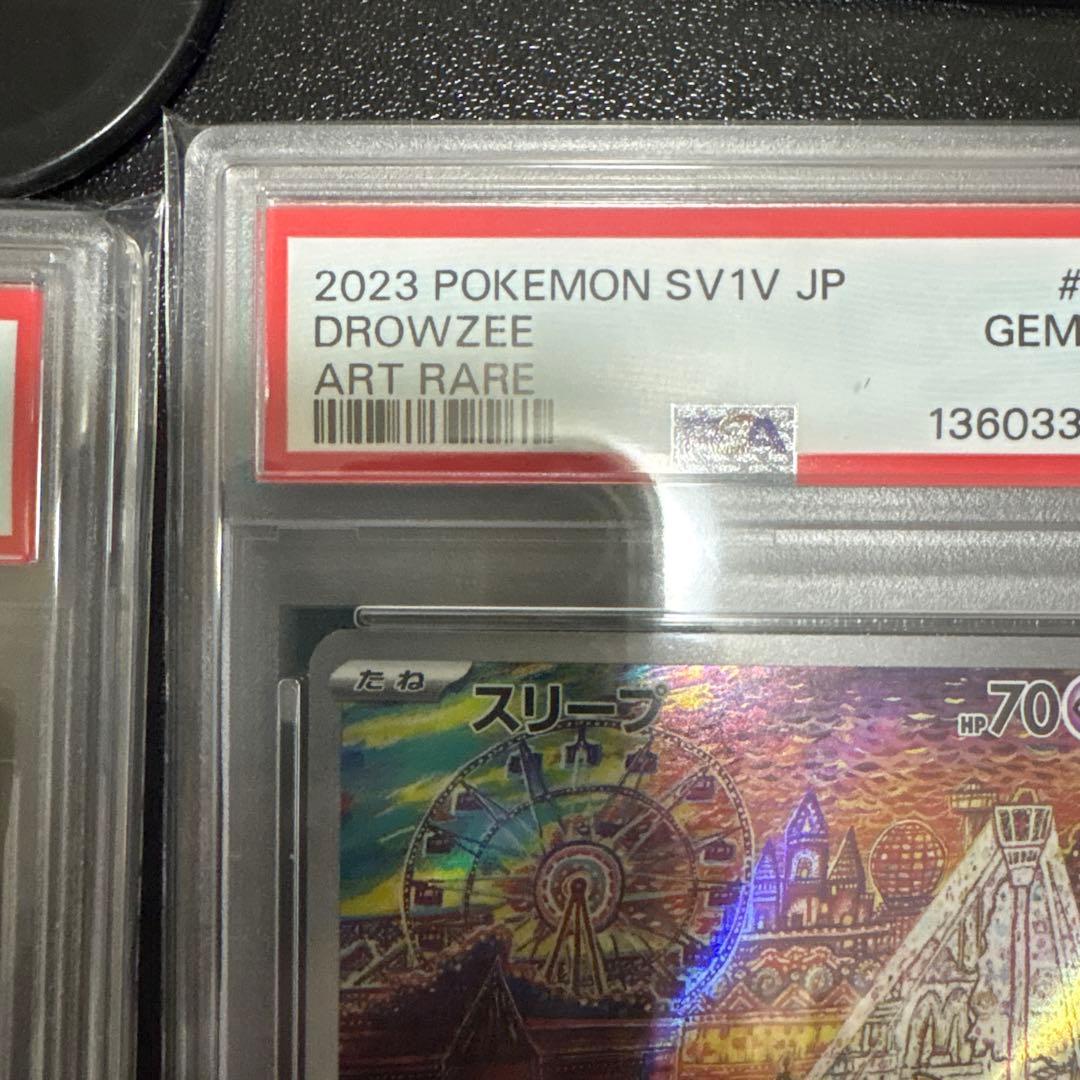 2023 POKEMON SV1V JP #
DROWZEE GEM
ART RARE
136033
たね スリープ HP70